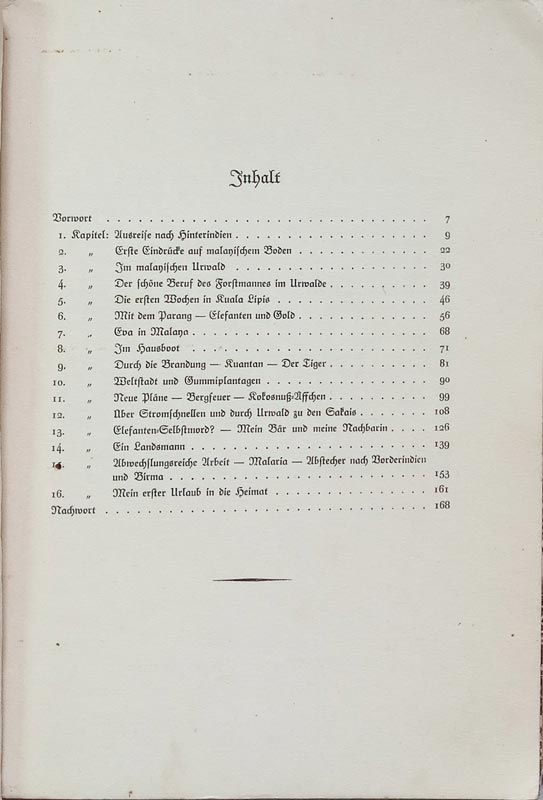 Inhalt
Vorwort . . . . . . . . . . . . . . . . . . . . . . . . . . . 7
1. Kapitel: Ausreise nach Hinterindien . . . . . . . . . . . . . . . . 9
2. „ Erste Eindrücke auf malayischem Boden . . . . . . . . . . . 22
3. „ Im malayischen Urwald . . . . . . . . . . . . . . . . . 30
4. „ Der schöne Beruf des Forstmannes im Urwalde . . . . . . . . 39
5. „ Die ersten Wochen in Kuala Lipis . . . . . . . . . . . . . 46
6. „ Mit dem Parang — Elefanten und Gold . . . . . . . . . . . 56
7. „ Eva in Malaya . . . . . . . . . . . . . . . . . . . . 68
8. „ Im Hausboot . . . . . . . . . . . . . . . . . . . . 71
9. „ Durch die Brandung — Kuantan — Der Tiger . . . . . . . . . 81
10. „ Weltstadt und Gummiplantagen . . . . . . . . . . . . . . 90
11. „ Neue Pläne — Bergfeuer — Kokosnuß-Äffchen . . . . . . . . . 99
12. „ Über Stromschnellen und durch Urwald zu den Sakais . . . . . . 108
13. „ Elefanten-Selbstmord? — Mein Bär und meine Nachbarin . . . . 126
14. „ Ein Landsmann . . . . . . . . . . . . . . . . . . . . 139
„ Abwechslungsreiche Arbeit — Malaria — Abstecher nach Vorderindien
und Birma . . . . . . . . . . . . . . . . . . . . . . 153
16. „ Mein erster Urlaub in die Heimat . . . . . . . . . . . . . 161
Nachwort . . . . . . . . . . . . . . . . . . . . . . . . . . . 168